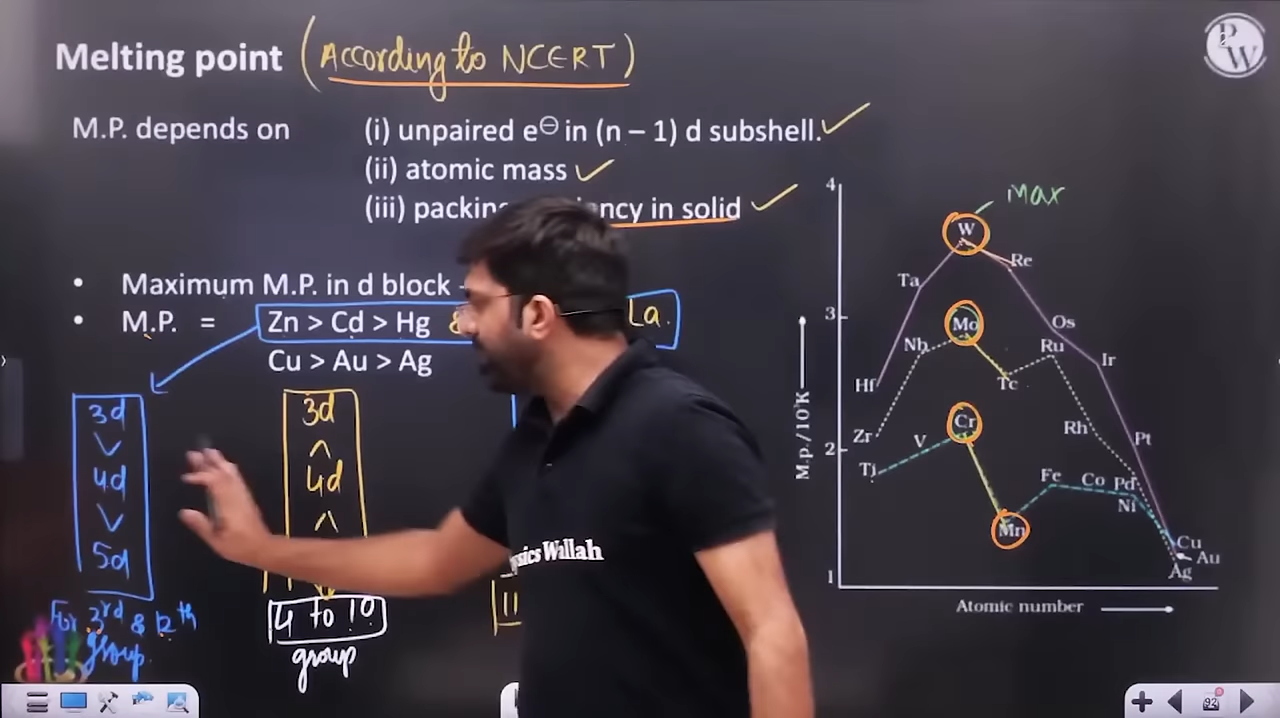 Melting point (According to NCERT)
PW
M.P. depends on
(i) unpaired e⊖ in (n – 1) d subshell.
(ii) atomic mass
(iii) packing ency in solid
• Maximum M.P. in d block -
• M.P. = Zn > Cd > Hg & La.
Cu > Au > Ag
3d
>
4d
>
5d
For 3rd & 12th
group.
3d
<
4d
<
4 to 10
group
11
Physics Wallah
Max
4
3
2
1
M.p./10³K
W
Re
Ta
Os
Mo
Nb
Ru
Ir
Hf
Tc
Cr
Rh
Zr
V
Pt
Ti
Fe
Co
Pd
Ni
Mn
Cu
Au
Ag
Atomic number
92